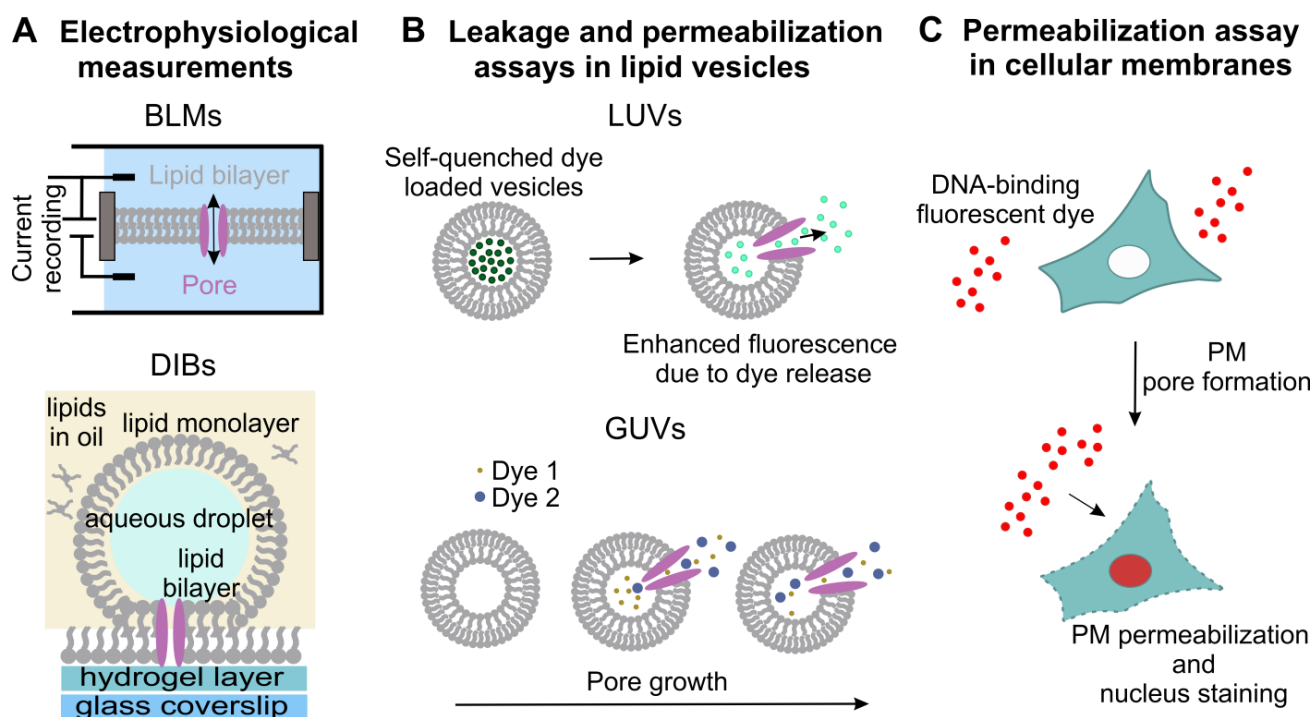 A Electrophysiological
measurements
BLMs
Lipid bilayer
Current
recording
Pore
DIBs
lipids
in oil
lipid monolayer
aqueous droplet
lipid
bilayer
hydrogel layer
glass coverslip
B Leakage and permeabilization
assays in lipid vesicles
LUVs
Self-quenched dye
loaded vesicles
Enhanced fluorescence
due to dye release
GUVs
Dye 1
Dye 2
Pore growth
C Permeabilization assay
in cellular membranes
DNA-binding
fluorescent dye
PM
pore formation
PM permeabilization
and
nucleus staining